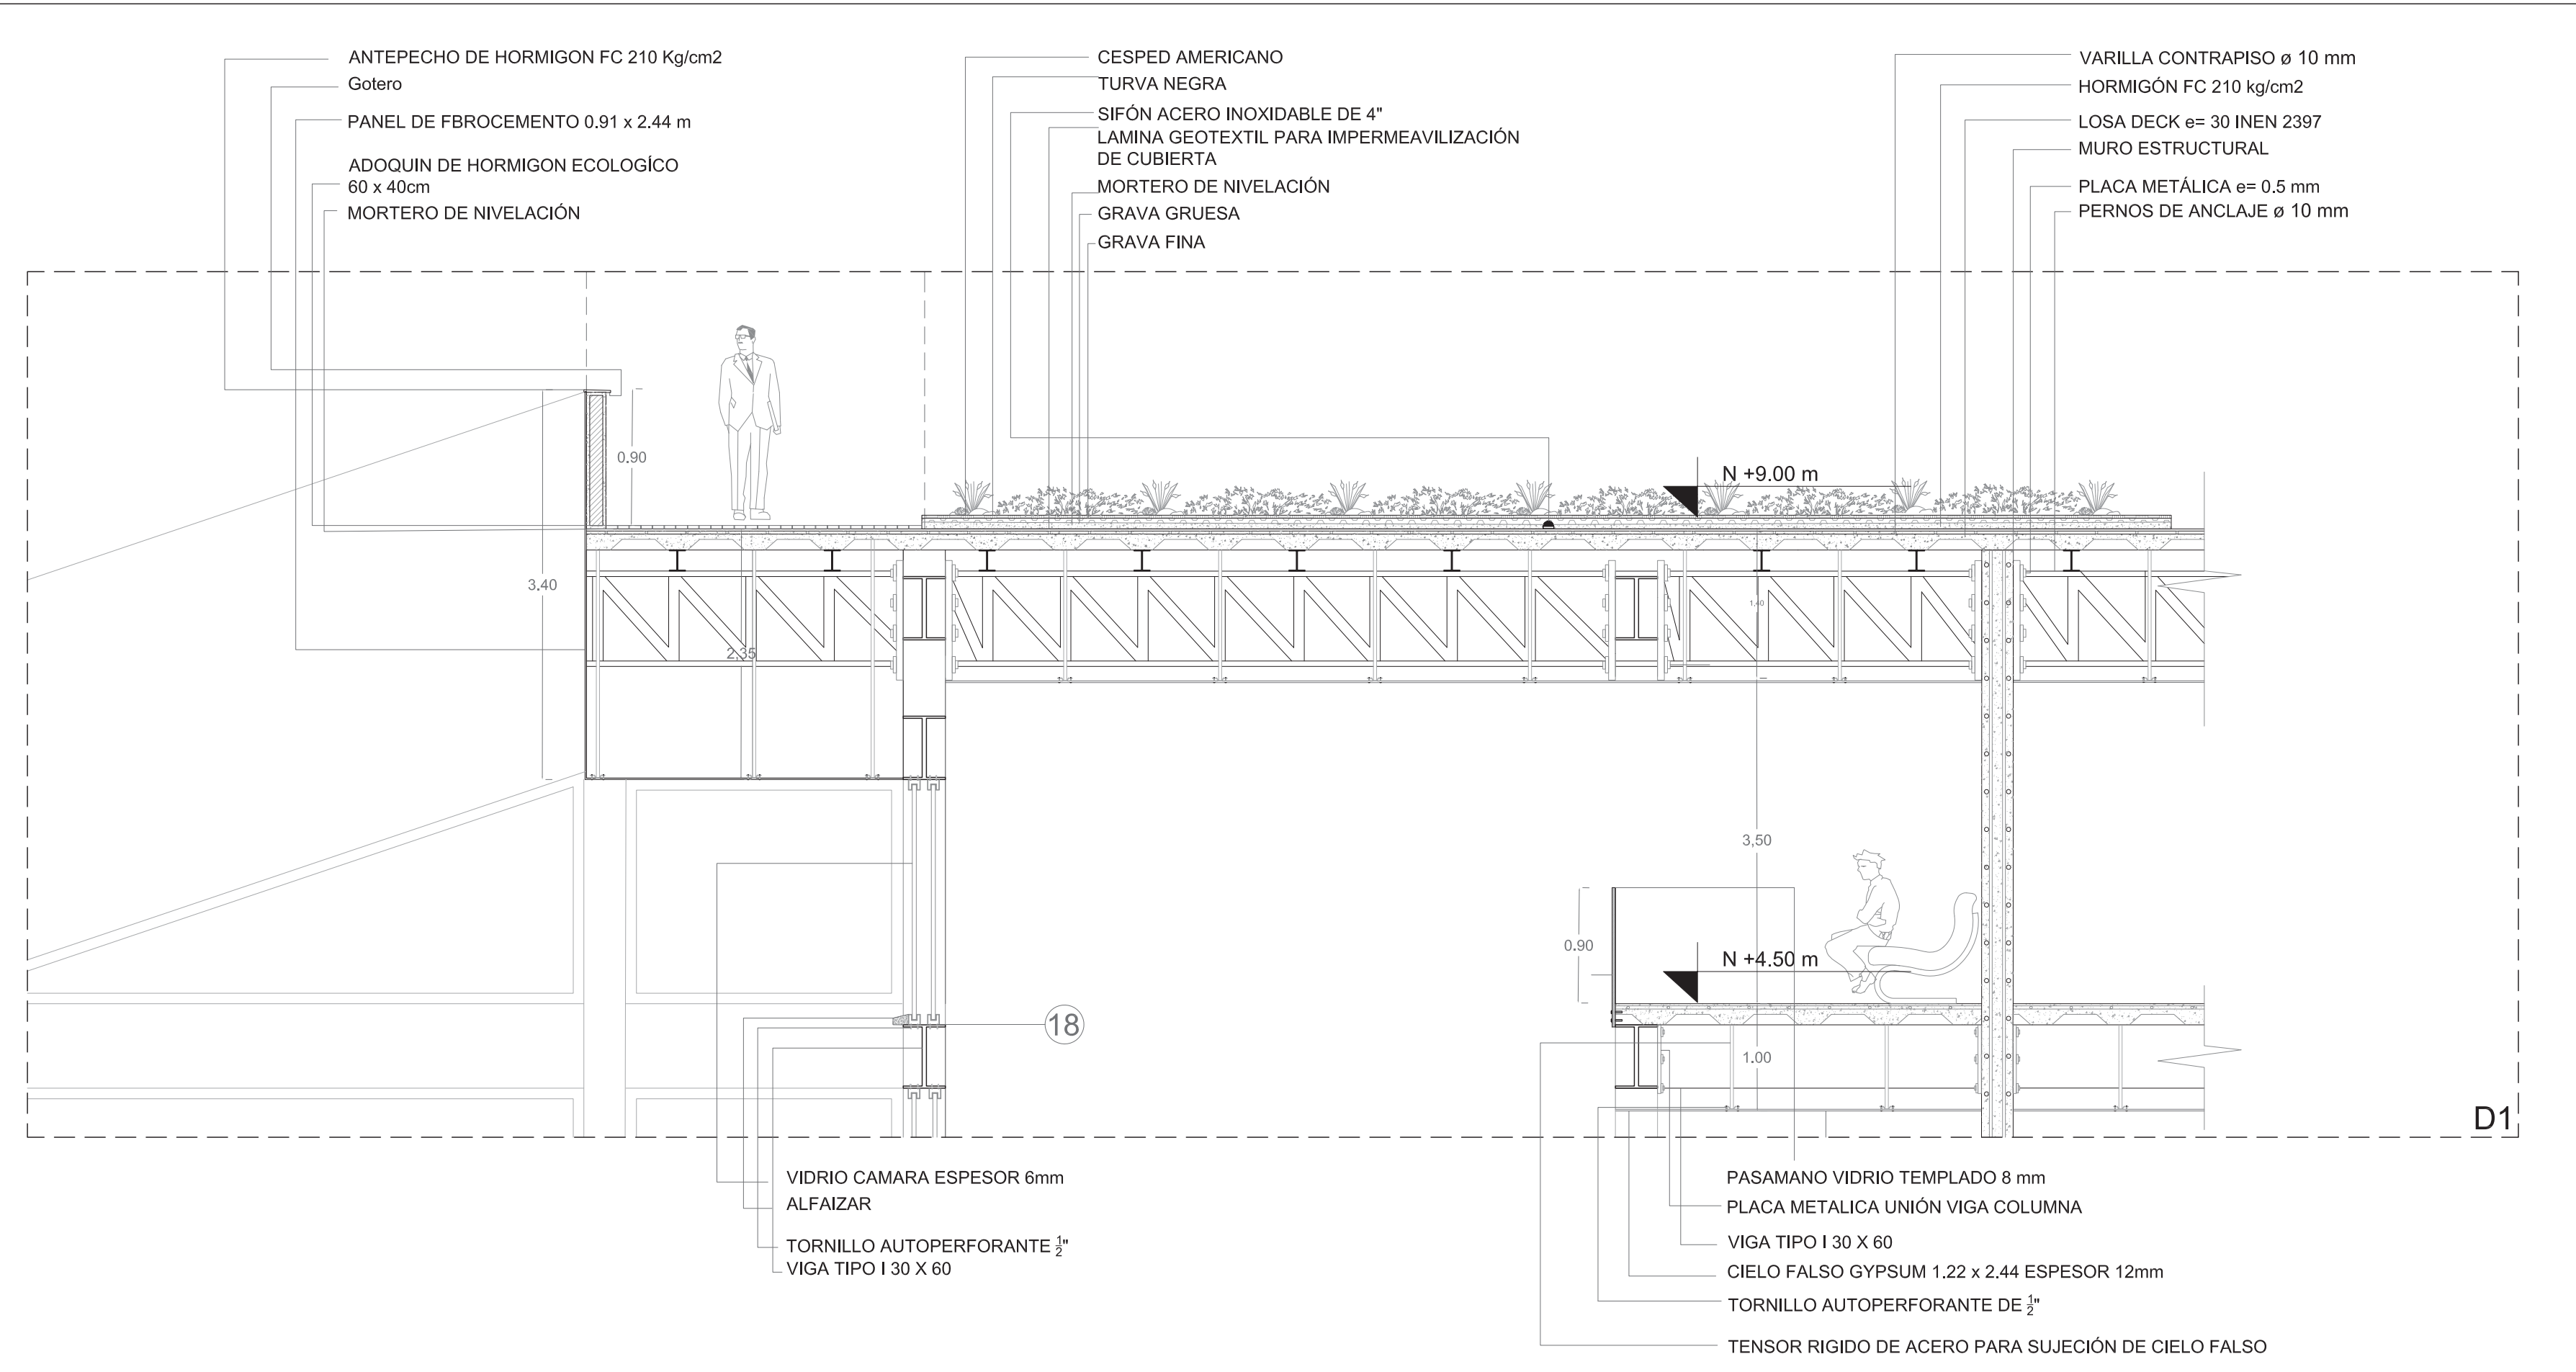 ANTEPECHO DE HORMIGON FC 210 Kg/cm2
Gotero
PANEL DE FBROCEMENTO 0.91 x 2.44 m
ADOQUIN DE HORMIGON ECOLOGÍCO
60 x 40cm
MORTERO DE NIVELACIÓN
CESPED AMERICANO
TURVA NEGRA
SIFÓN ACERO INOXIDABLE DE 4"
LAMINA GEOTEXTIL PARA IMPERMEAVILIZACIÓN
DE CUBIERTA
MORTERO DE NIVELACIÓN
GRAVA GRUESA
GRAVA FINA
VARILLA CONTRAPISO ø 10 mm
HORMIGÓN FC 210 kg/cm2
LOSA DECK e= 30 INEN 2397
MURO ESTRUCTURAL
PLACA METÁLICA e= 0.5 mm
PERNOS DE ANCLAJE ø 10 mm
0.90
N +9.00 m
3,40
1,40
2,35
3,50
0.90
N +4.50 m
18
1.00
D1
VIDRIO CAMARA ESPESOR 6mm
ALFAIZAR
TORNILLO AUTOPERFORANTE ½"
VIGA TIPO I 30 X 60
PASAMANO VIDRIO TEMPLADO 8 mm
PLACA METALICA UNIÓN VIGA COLUMNA
VIGA TIPO I 30 X 60
CIELO FALSO GYPSUM 1.22 x 2.44 ESPESOR 12mm
TORNILLO AUTOPERFORANTE DE ½"
TENSOR RIGIDO DE ACERO PARA SUJECIÓN DE CIELO FALSO